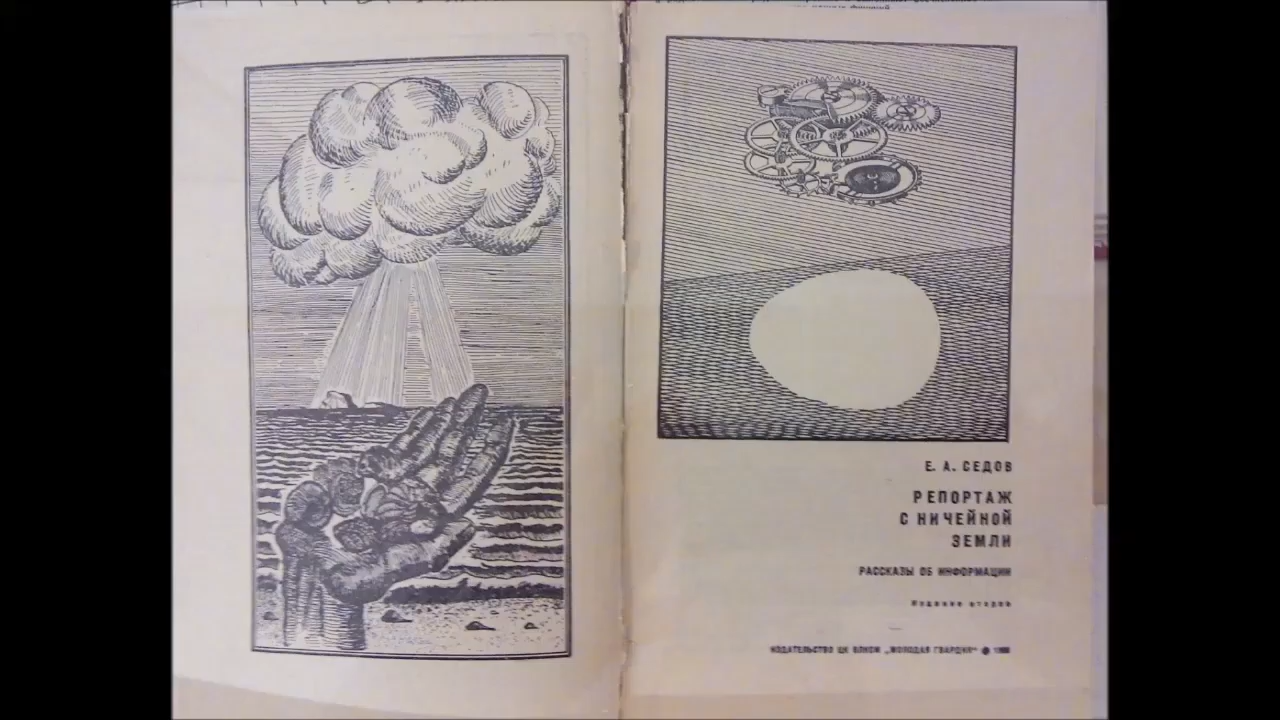 Е. А. СЕДОВ
РЕПОРТАЖ
С НИЧЕЙНОЙ
ЗЕМЛИ
РАССКАЗЫ ОБ ИНФОРМАЦИИ
Издание второе
ИЗДАТЕЛЬСТВО ЦК ВЛКСМ „МОЛОДАЯ ГВАРДИЯ“